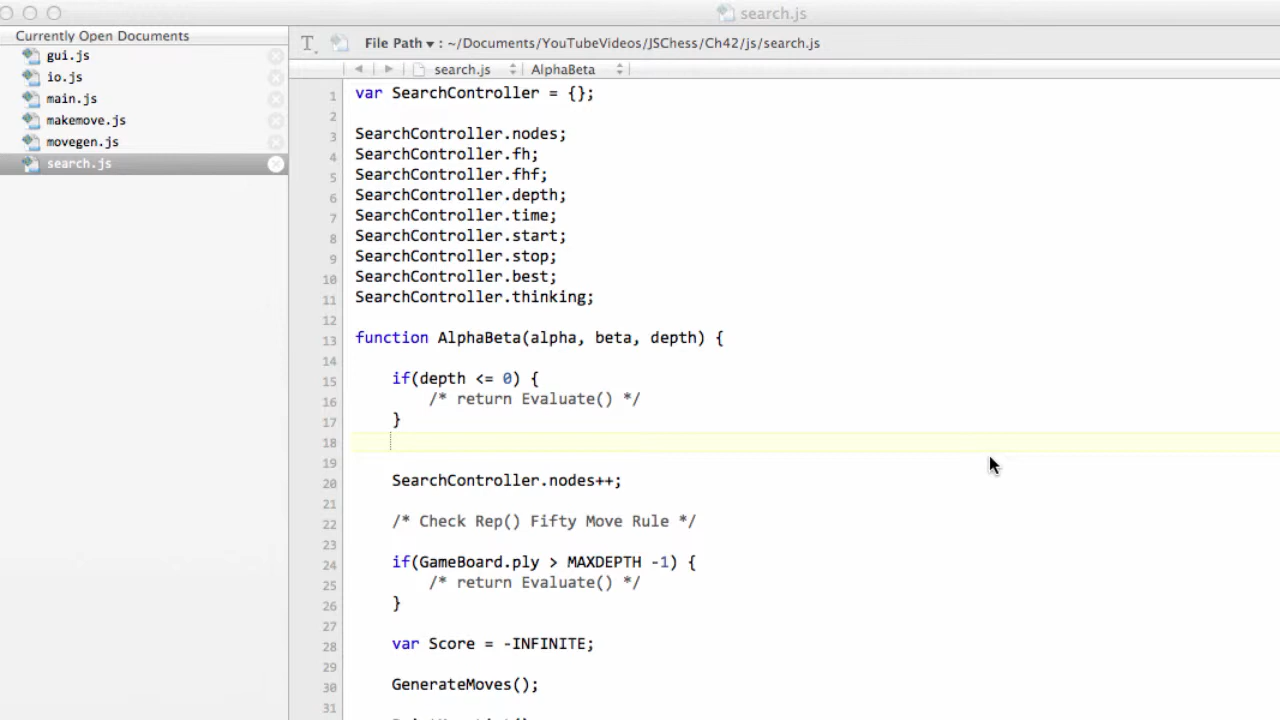 search.js
Currently Open Documents
gui.js
io.js
main.js
makemove.js
movegen.js
search.js
File Path ▾ : ~/Documents/YouTubeVideos/JSChess/Ch42/js/search.js
search.js AlphaBeta
1 var SearchController = {};
2
3 SearchController.nodes;
4 SearchController.fh;
5 SearchController.fhf;
6 SearchController.depth;
7 SearchController.time;
8 SearchController.start;
9 SearchController.stop;
10 SearchController.best;
11 SearchController.thinking;
12
13 function AlphaBeta(alpha, beta, depth) {
14
15 if(depth <= 0) {
16 /* return Evaluate() */
17 }
18
19
20 SearchController.nodes++;
21
22 /* Check Rep() Fifty Move Rule */
23
24 if(GameBoard.ply > MAXDEPTH -1) {
25 /* return Evaluate() */
26 }
27
28 var Score = -INFINITE;
29
30 GenerateMoves();
31